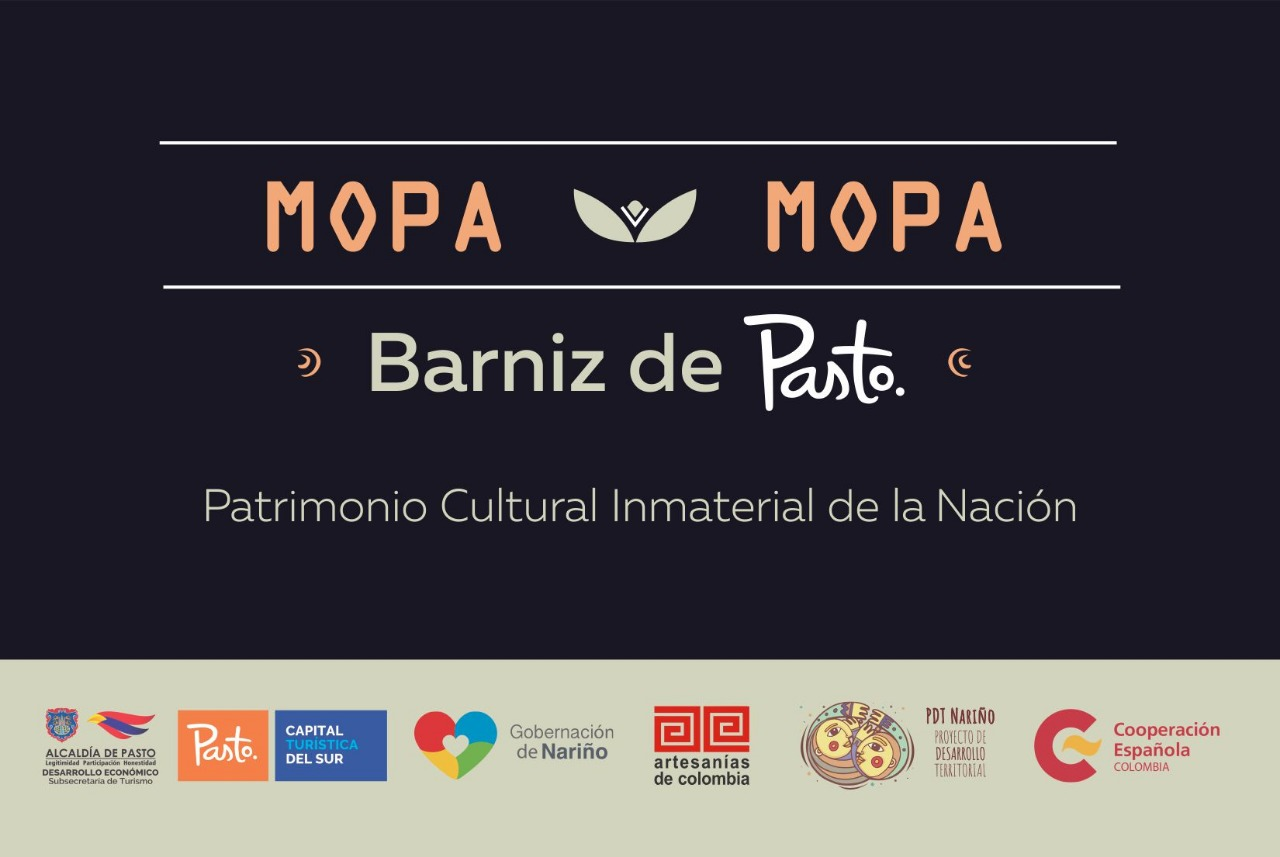 MOPA MOPA
Barniz de Pasto.
Patrimonio Cultural Inmaterial de la Nación
ALCALDÍA DE PASTO
Legitimidad Participación Honestidad
DESARROLLO ECONÓMICO
Subsecretaría de Turismo
Pasto.
CAPITAL
TURÍSTICA
DEL SUR
Gobernación
de Nariño
artesanías
de colombia
PDT NARIÑO
PROYECTO DE
DESARROLLO
TERRITORIAL
Cooperación
Española
COLOMBIA